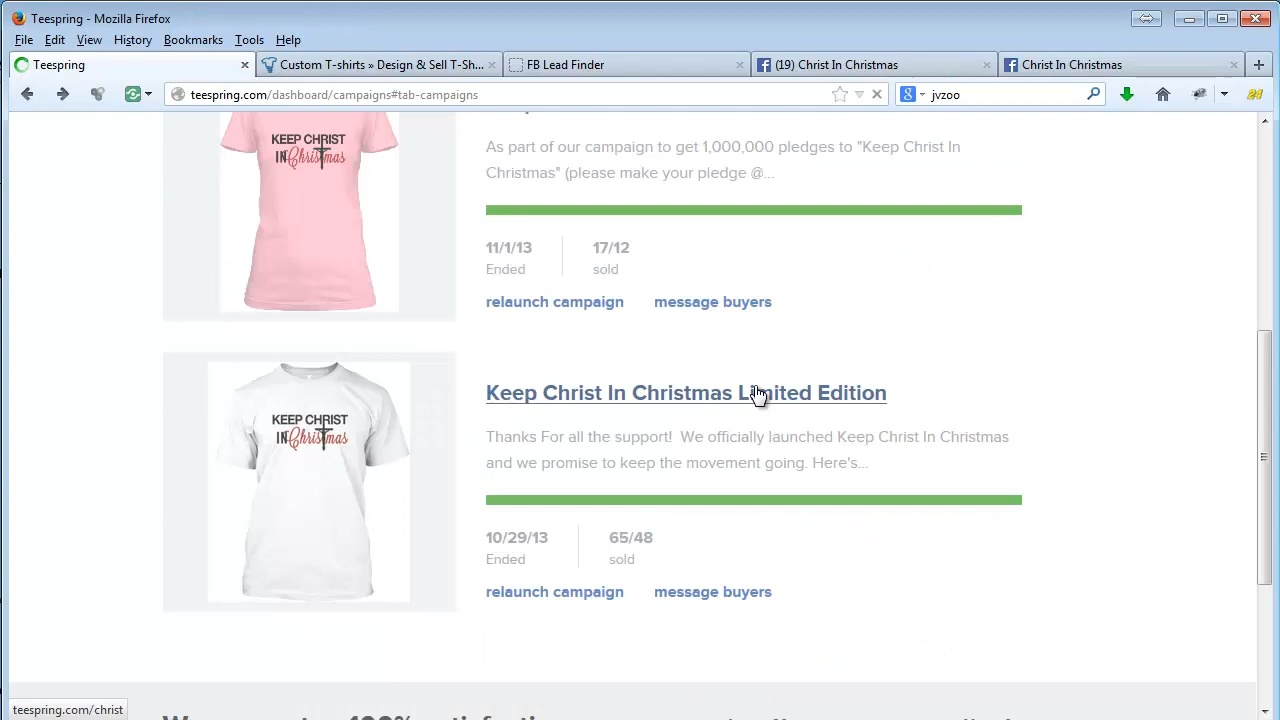 Teespring - Mozilla Firefox
File Edit View History Bookmarks Tools Help
Teespring
Custom T-shirts » Design & Sell T-Sh...
FB Lead Finder
(19) Christ In Christmas
Christ In Christmas
teespring.com/dashboard/campaigns#tab-campaigns
jvzoo
KEEP CHRIST
IN Christmas
As part of our campaign to get 1,000,000 pledges to "Keep Christ In
Christmas" (please make your pledge @...
11/1/13
Ended
17/12
sold
relaunch campaign
message buyers
KEEP CHRIST
IN Christmas
Keep Christ In Christmas Limited Edition
Thanks For all the support! We officially launched Keep Christ In Christmas
and we promise to keep the movement going. Here's...
10/29/13
Ended
65/48
sold
relaunch campaign
message buyers
teespring.com/christ